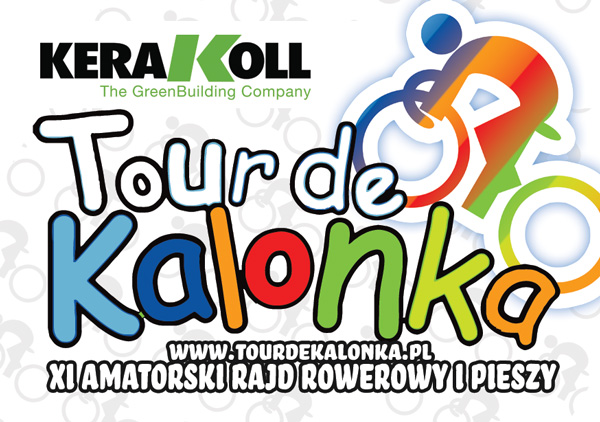 KERAKOLL
The GreenBuilding Company
Tour de
Kalonka
WWW.TOURDEKALONKA.PL
XI AMATORSKI RAJD ROWEROWY I PIESZY